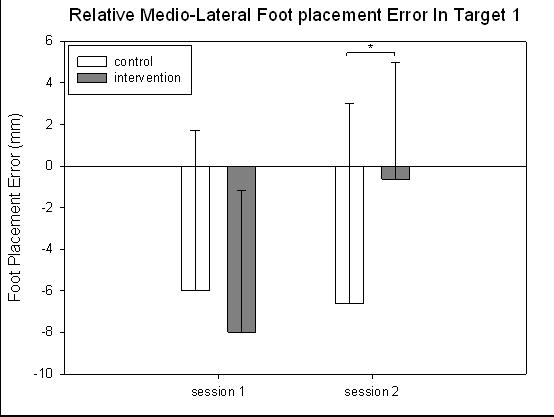 Relative Medio-Lateral Foot placement Error In Target 1
6
control
intervention
*
4
2
0
-2
-4
-6
-8
-10
Foot Placement Error (mm)
session 1
session 2